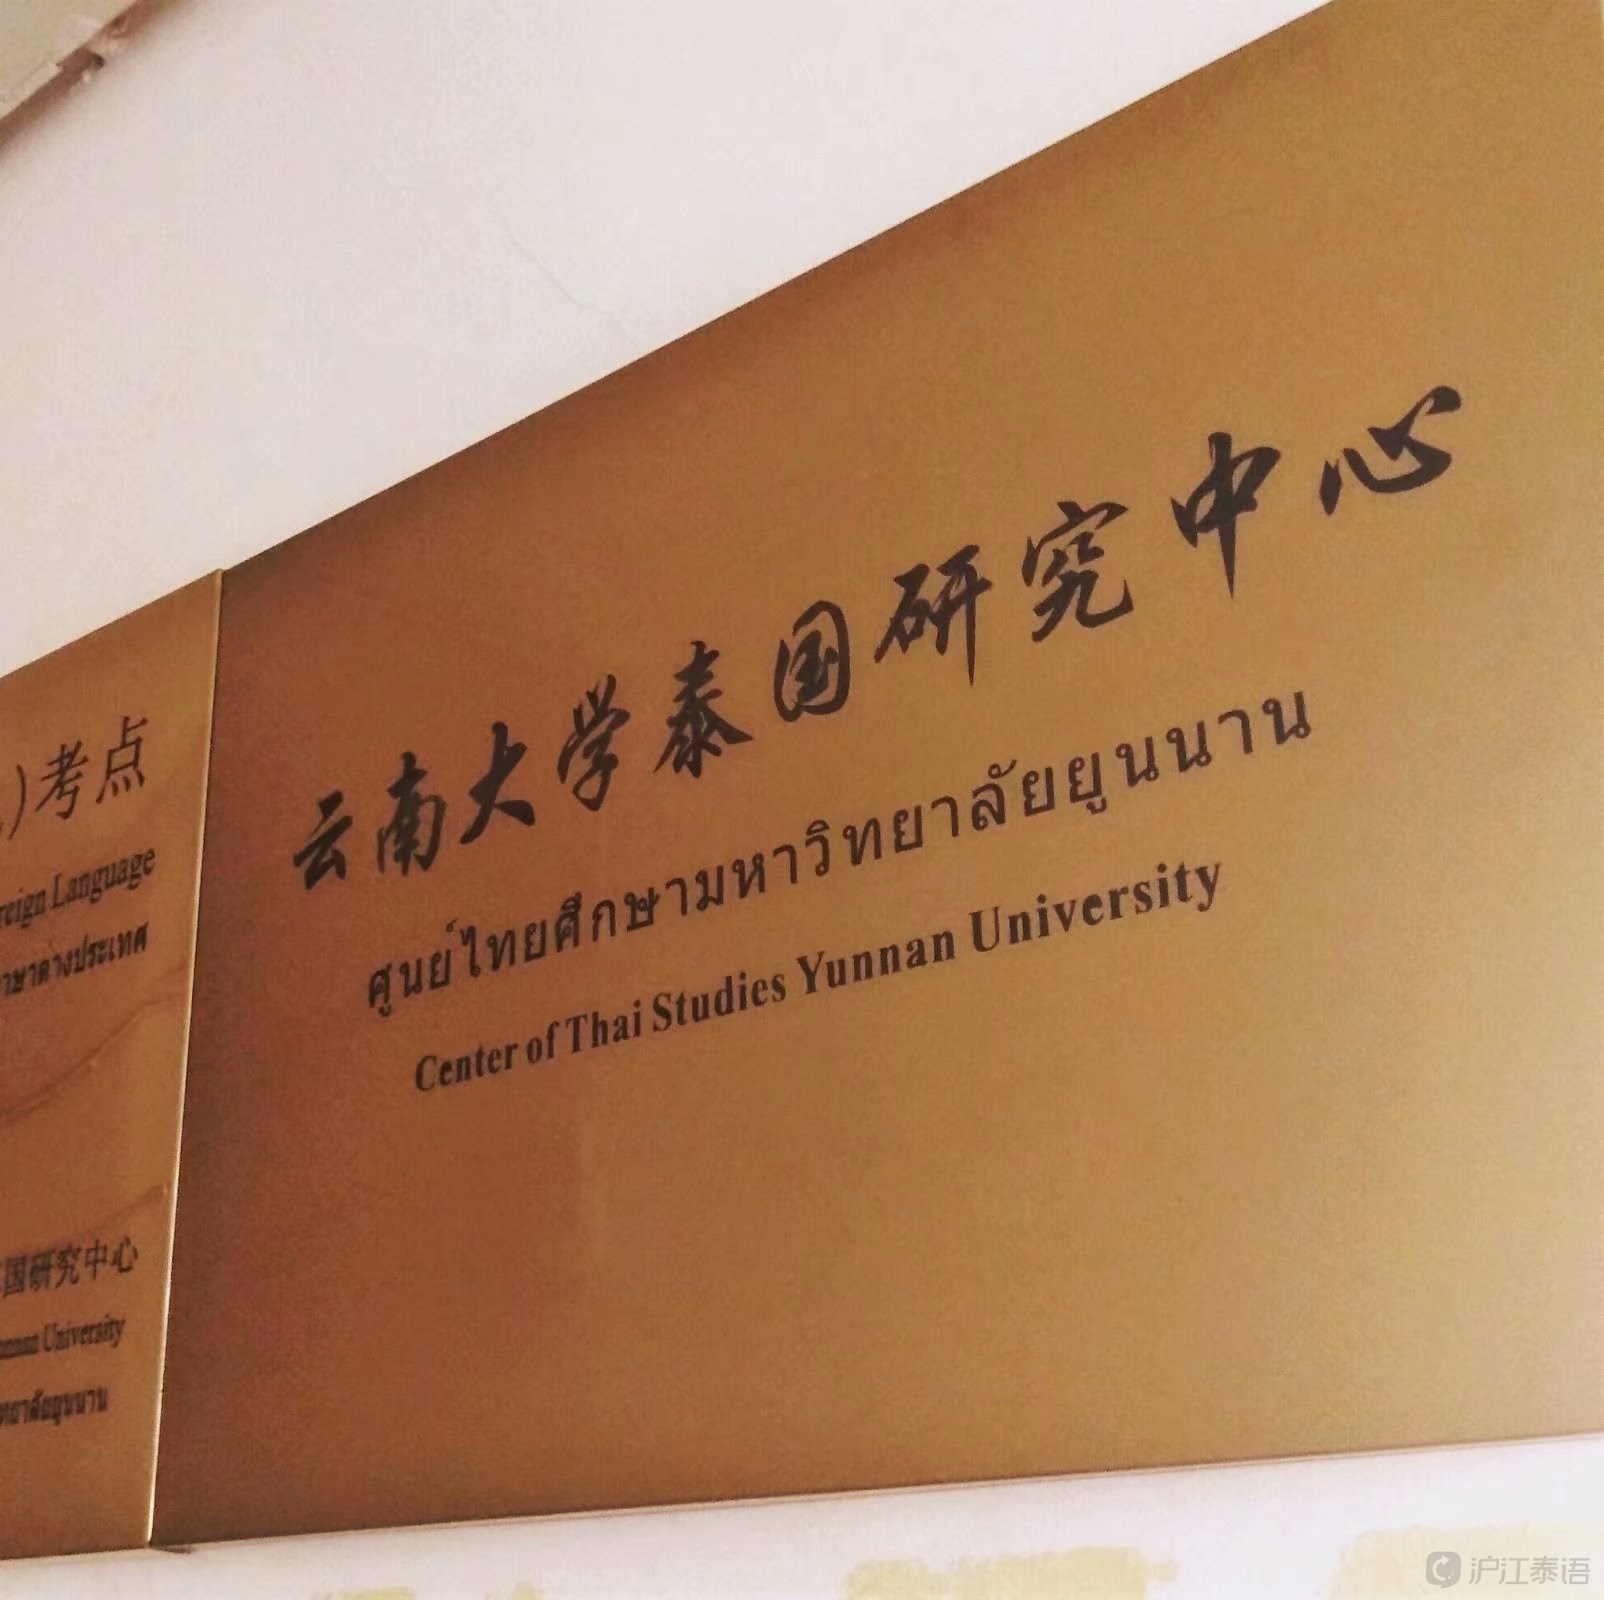 )考点
reign Language
าษาต่างประเทศ
国研究中心
unnan University
ทยาลัยยูนนาน
云南大学泰国研究中心
ศูนย์ไทยศึกษามหาวิทยาลัยยูนนาน
Center of Thai Studies Yunnan University
沪江泰语